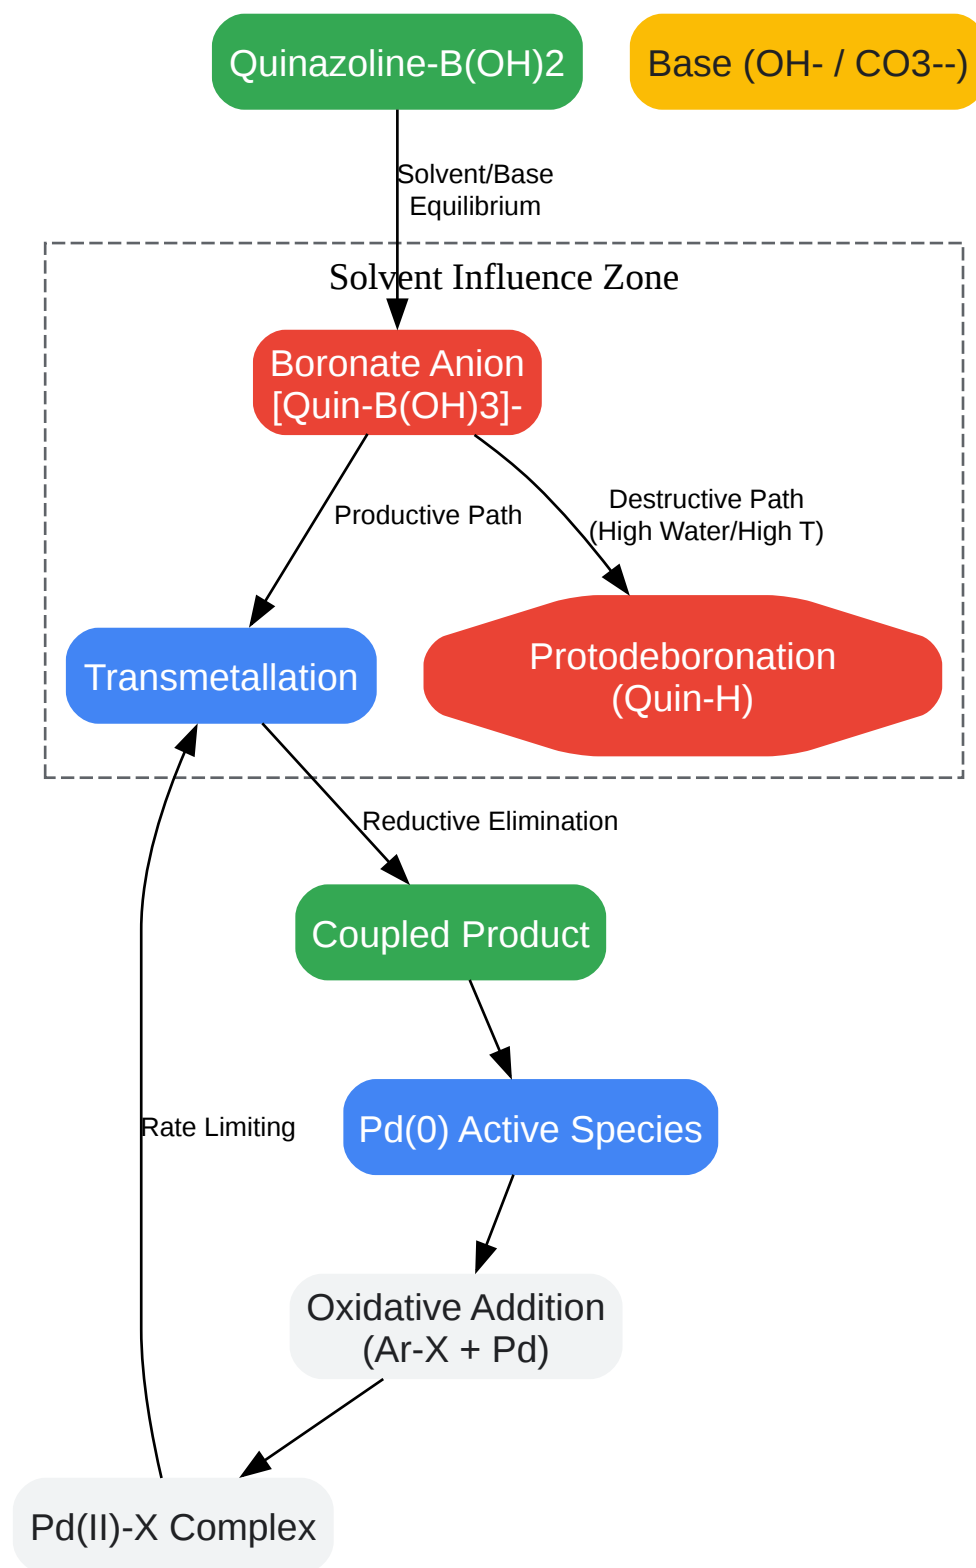 Quinazoline-B(OH)2
Base (OH- / CO3--)
Solvent/Base
Equilibrium
Solvent Influence Zone
Boronate Anion
[Quin-B(OH)3]-
Productive Path
Destructive Path
(High Water/High T)
Transmetallation
Protodeboronation
(Quin-H)
Reductive Elimination
Coupled Product
Rate Limiting
Pd(0) Active Species
Oxidative Addition
(Ar-X + Pd)
Pd(II)-X Complex